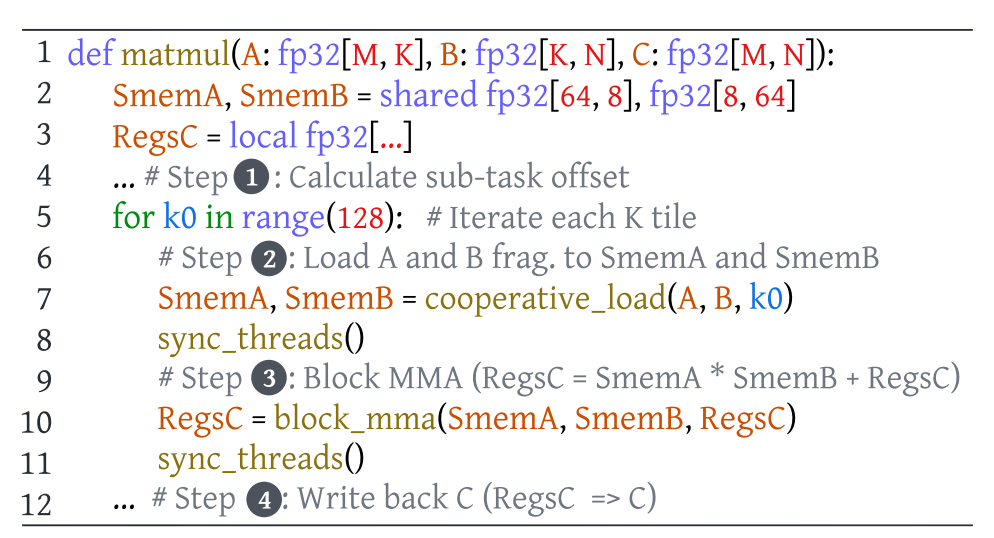 1 def matmul(A: fp32[M, K], B: fp32[K, N], C: fp32[M, N]):
2 SmemA, SmemB = shared fp32[64, 8], fp32[8, 64]
3 RegsC = local fp32[...]
4 ... # Step 1: Calculate sub-task offset
5 for k0 in range(128): # Iterate each K tile
6 # Step 2: Load A and B frag. to SmemA and SmemB
7 SmemA, SmemB = cooperative_load(A, B, k0)
8 sync_threads()
9 # Step 3: Block MMA (RegsC = SmemA * SmemB + RegsC)
10 RegsC = block_mma(SmemA, SmemB, RegsC)
11 sync_threads()
12 ... # Step 4: Write back C (RegsC => C)